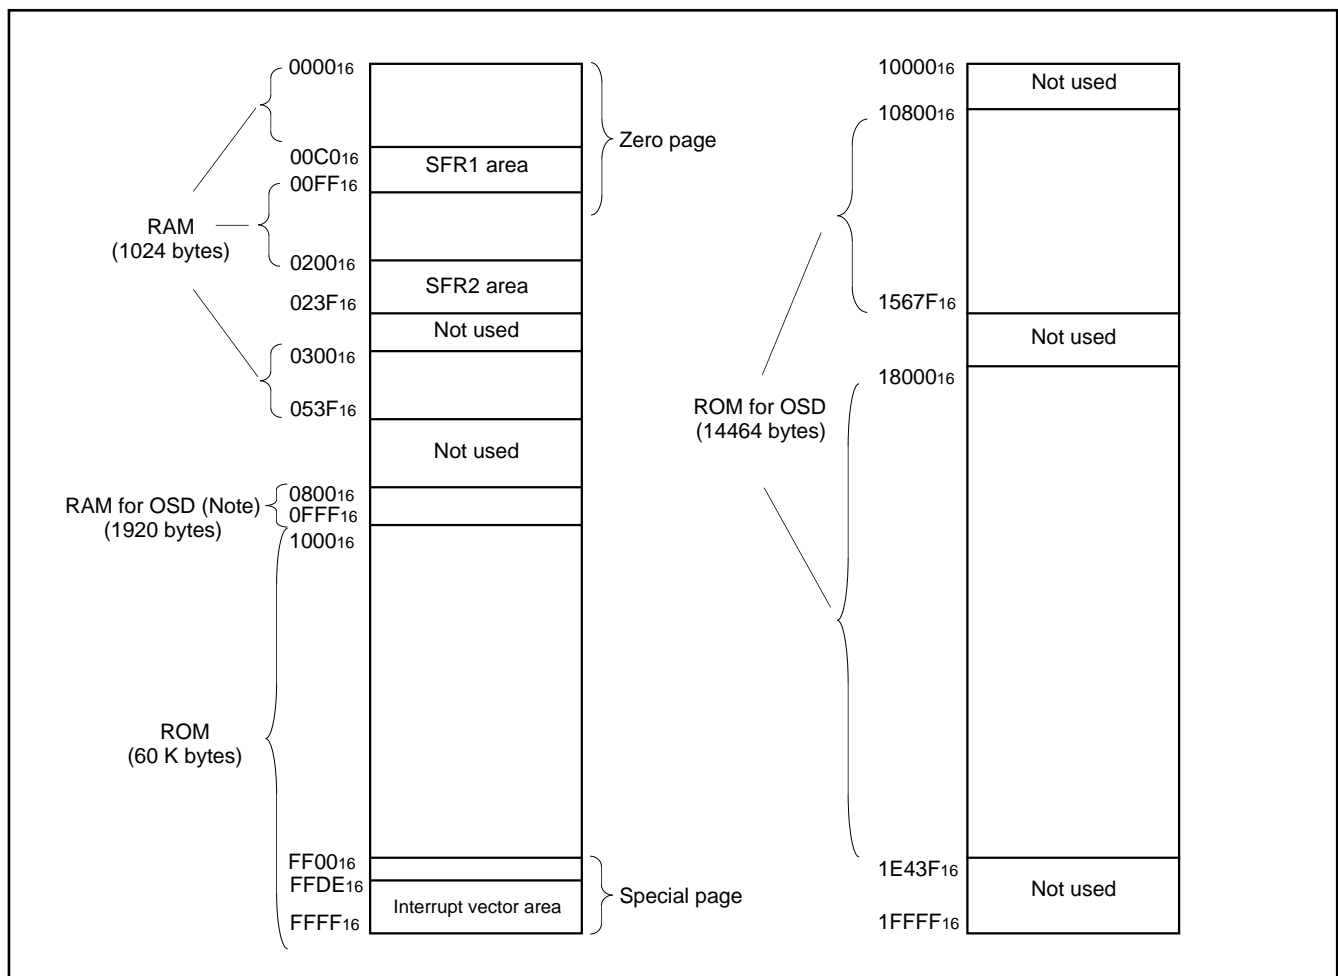 0000₁₆
00C0₁₆
SFR1 area
00FF₁₆
Zero page
RAM
(1024 bytes)
0200₁₆
SFR2 area
023F₁₆
Not used
0300₁₆
053F₁₆
Not used
RAM for OSD (Note)
(1920 bytes)
0800₁₆
0FFF₁₆
1000₁₆
ROM
(60 K bytes)
FF00₁₆
FFDE₁₆
Interrupt vector area
FFFF₁₆
Special page
10000₁₆
Not used
10800₁₆
1567F₁₆
Not used
18000₁₆
ROM for OSD
(14464 bytes)
1E43F₁₆
Not used
1FFFF₁₆